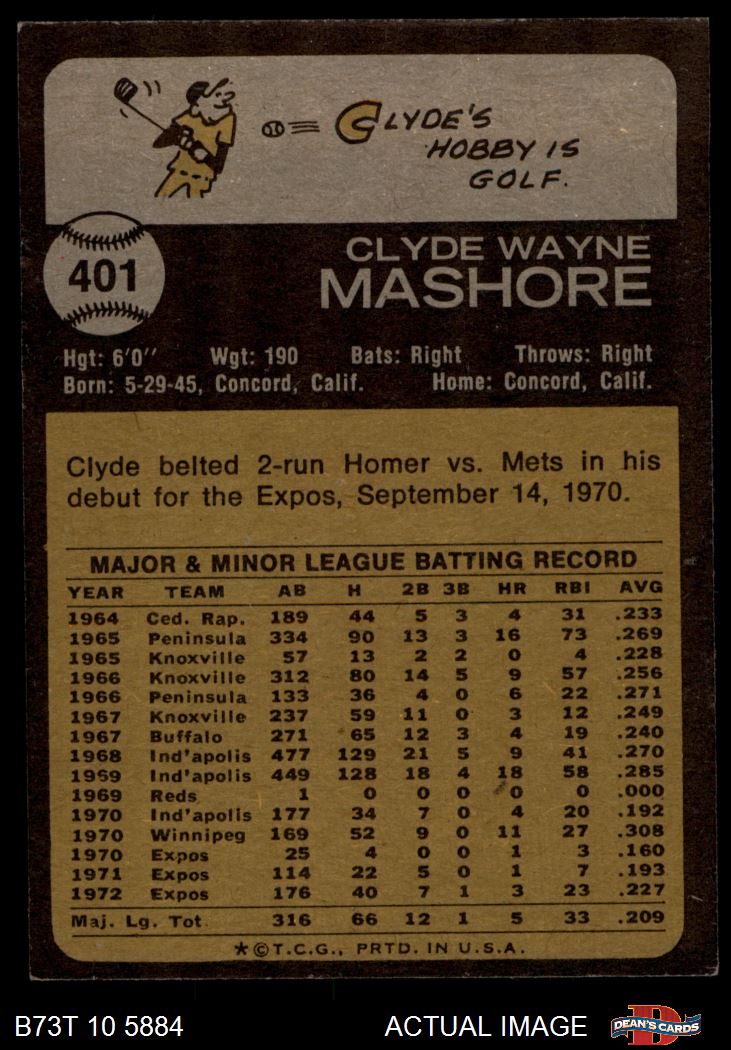 CLYDE'S
HOBBY IS
GOLF.
401
CLYDE WAYNE
MASHORE
Hgt: 6'0" Wgt: 190 Bats: Right Throws: Right
Born: 5-29-45, Concord, Calif. Home: Concord, Calif.
Clyde belted 2-run Homer vs. Mets in his
debut for the Expos, September 14, 1970.
MAJOR & MINOR LEAGUE BATTING RECORD
YEAR TEAM AB H 2B 3B HR RBI AVG
1964 Ced. Rap. 189 44 5 3 4 31 .233
1965 Peninsula 334 90 13 3 16 73 .269
1965 Knoxville 57 13 2 2 0 4 .228
1966 Knoxville 312 80 14 5 9 57 .256
1966 Peninsula 133 36 4 0 6 22 .271
1967 Knoxville 237 59 11 0 3 12 .249
1967 Buffalo 271 65 12 3 4 19 .240
1968 Ind'apolis 477 129 21 5 9 41 .270
1969 Ind'apolis 449 128 18 4 18 58 .285
1969 Reds 1 0 0 0 0 0 .000
1970 Ind'apolis 177 34 7 0 4 20 .192
1970 Winnipeg 169 52 9 0 11 27 .308
1970 Expos 25 4 0 0 1 3 .160
1971 Expos 114 22 5 0 1 7 .193
1972 Expos 176 40 7 1 3 23 .227
Maj. Lg. Tot. 316 66 12 1 5 33 .209
*©T.C.G., PRTD. IN U.S.A.
B73T 10 5884 ACTUAL IMAGE DEAN'S CARDS